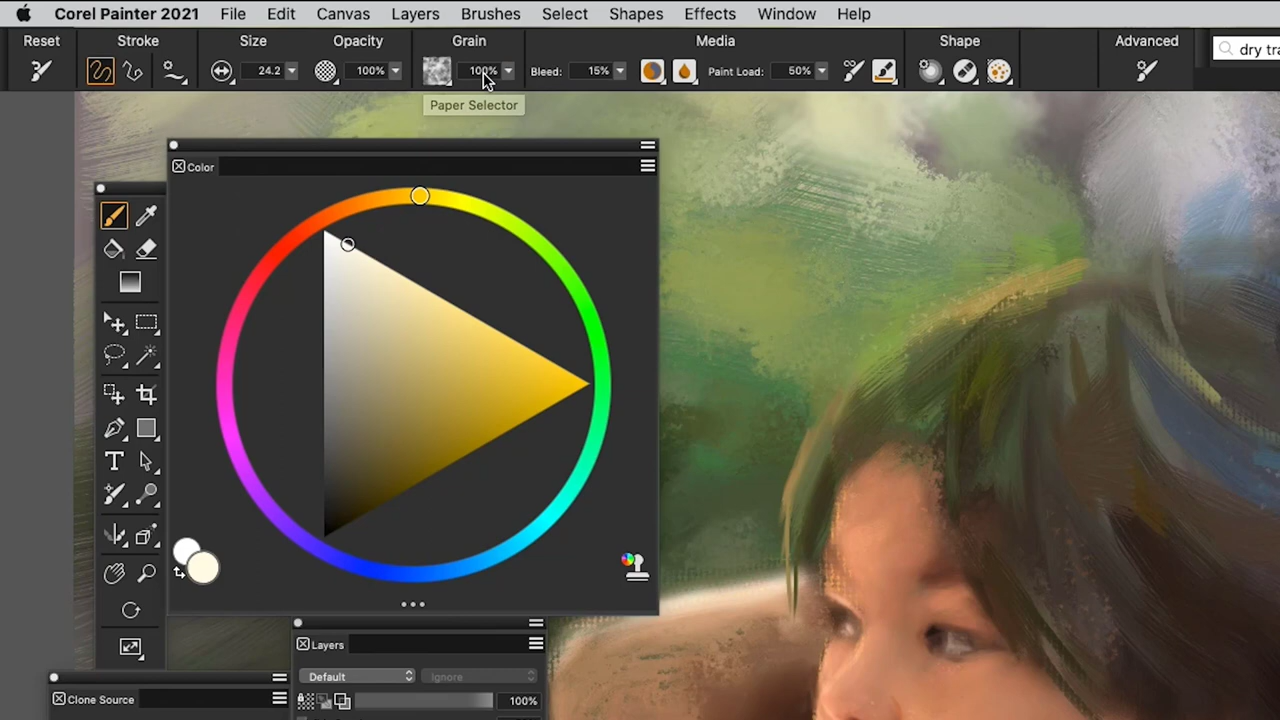 Corel Painter 2021 File Edit Canvas Layers Brushes Select Shapes Effects Window Help
Reset Stroke Size Opacity Grain Media Shape Advanced
24.2 100% 100% Bleed: 15% Paint Load: 50% dry tra
Paper Selector
Color
Layers
Default Ignore
Clone Source 100%